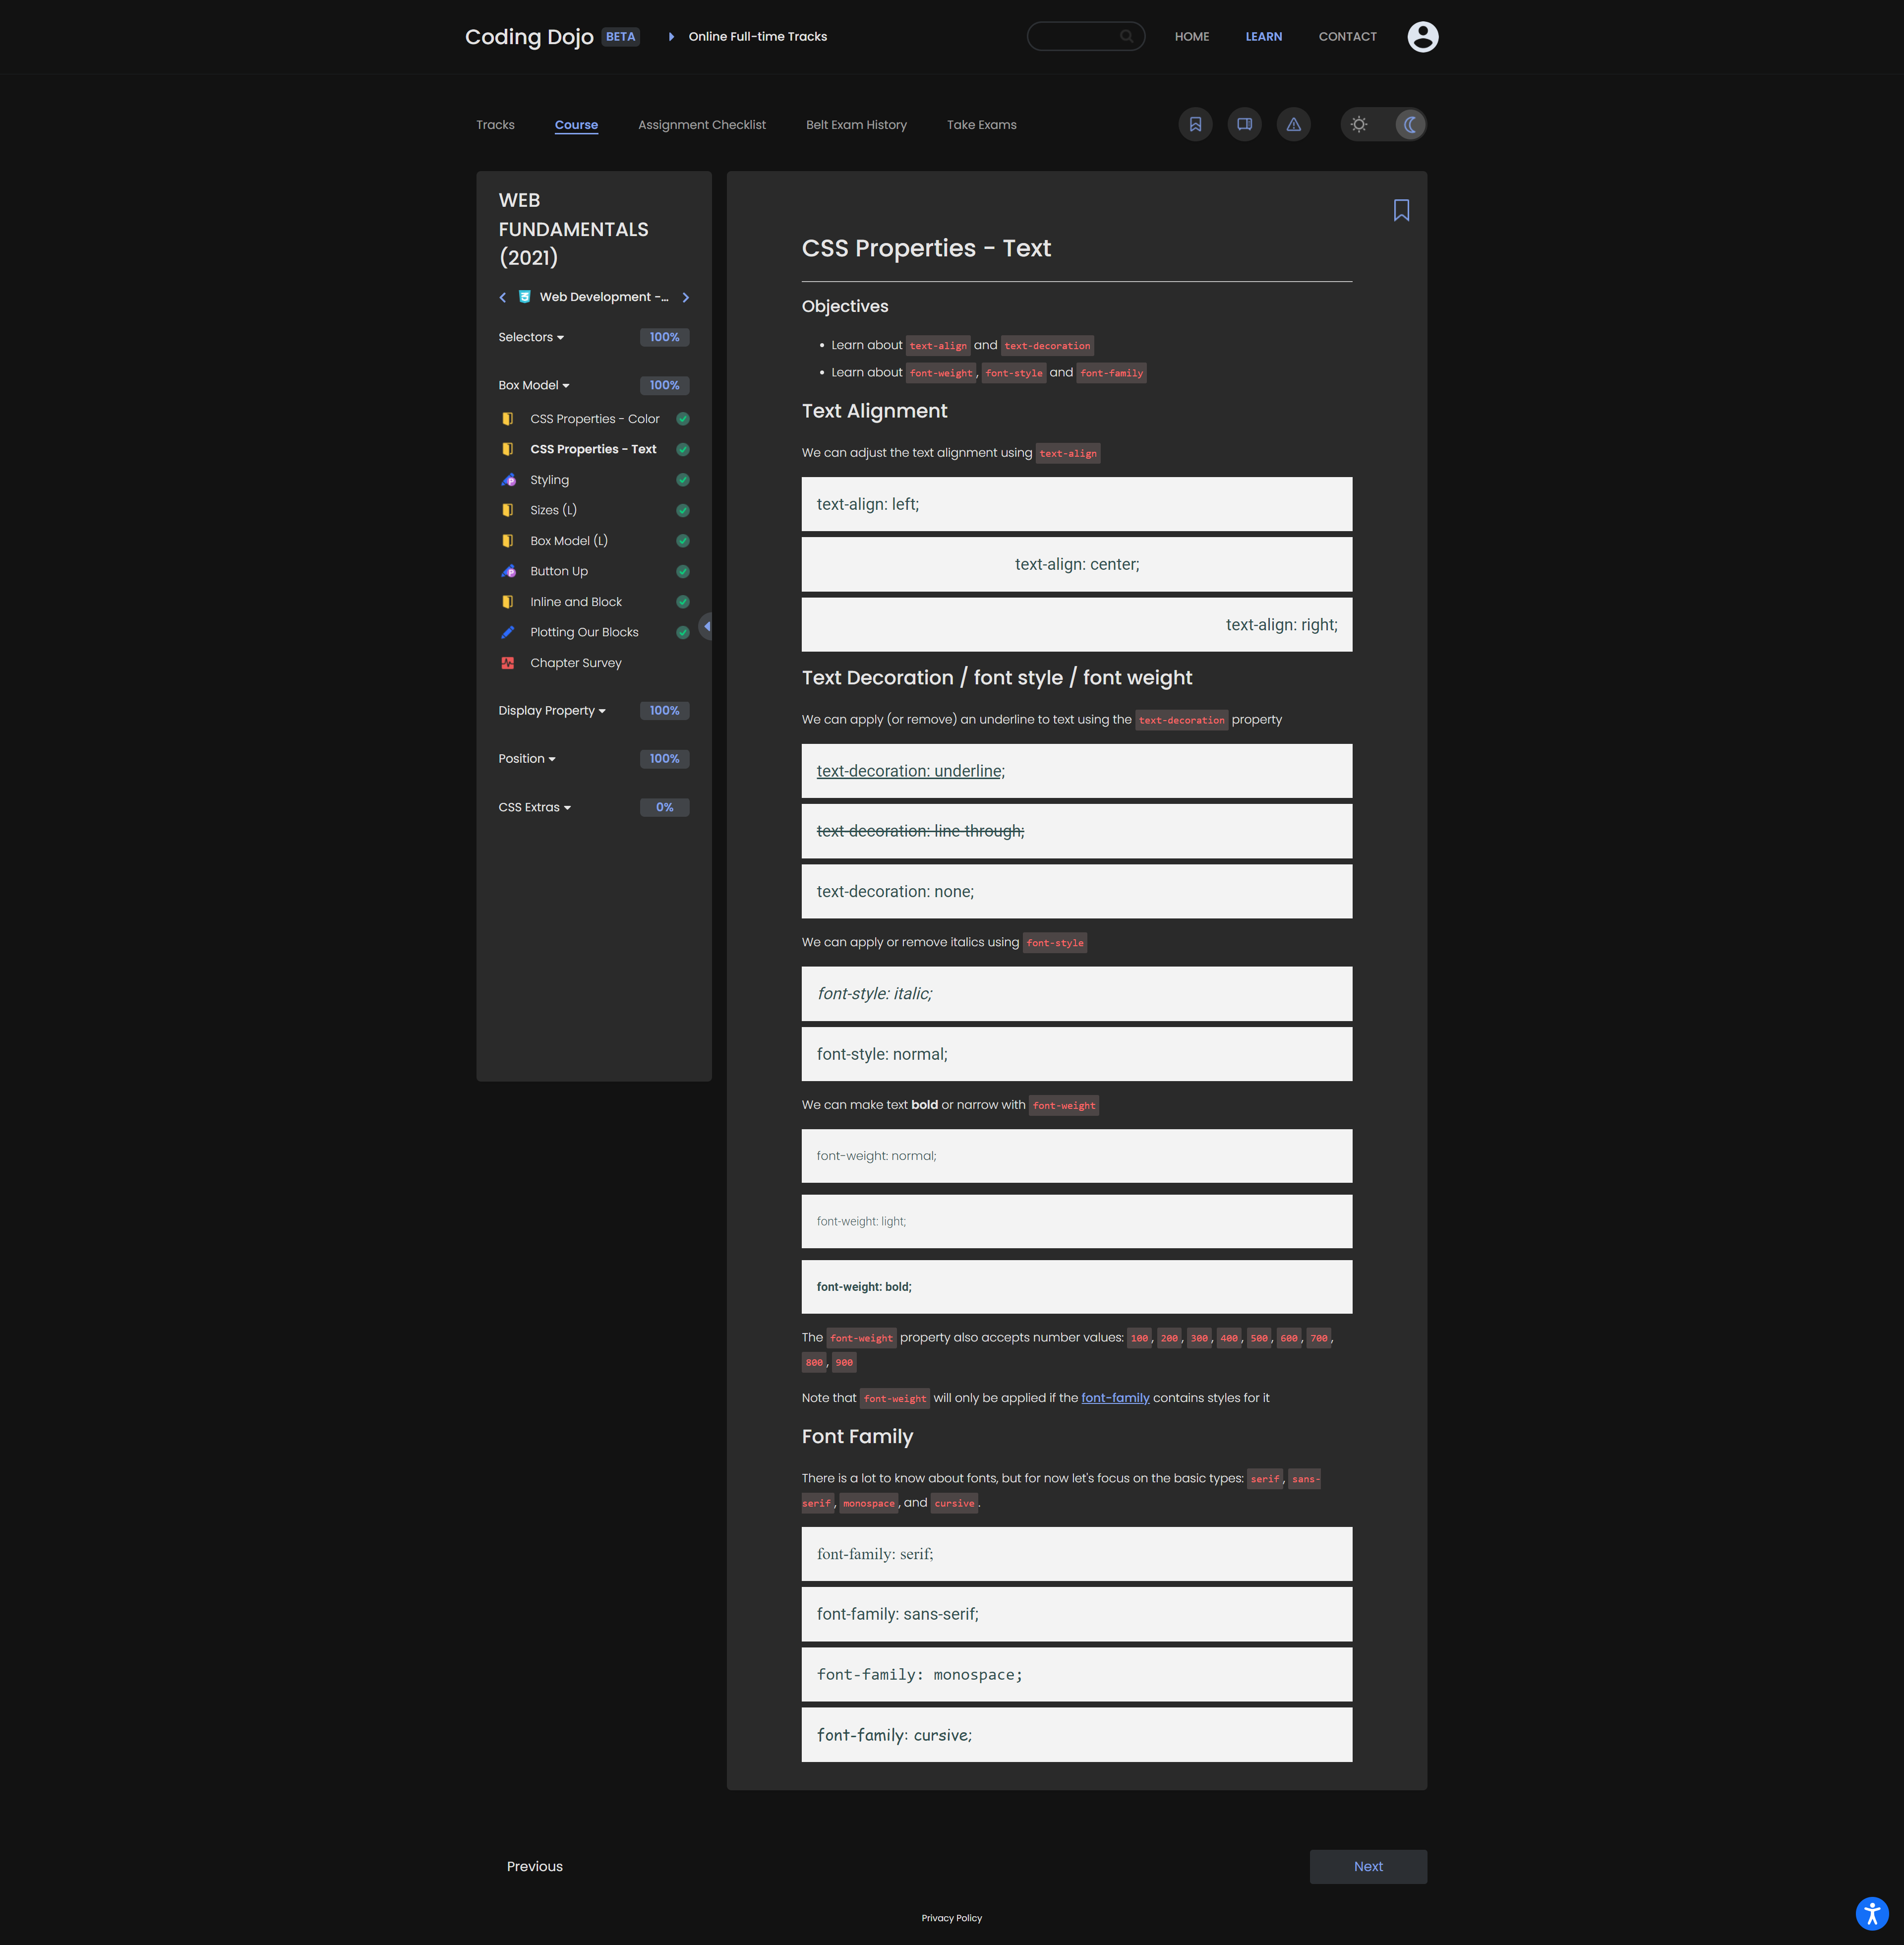 Coding Dojo BETA Online Full-time Tracks HOME LEARN CONTACT
Tracks Course Assignment Checklist Belt Exam History Take Exams
WEB
FUNDAMENTALS
(2021)
Web Development -...
Selectors 100%
Box Model 100%
CSS Properties - Color
CSS Properties - Text
Styling
Sizes (L)
Box Model (L)
Button Up
Inline and Block
Plotting Our Blocks
Chapter Survey
Display Property 100%
Position 100%
CSS Extras 0%
CSS Properties - Text
Objectives
• Learn about text-align and text-decoration
• Learn about font-weight, font-style and font-family
Text Alignment
We can adjust the text alignment using text-align
text-align: left;
text-align: center;
text-align: right;
Text Decoration / font style / font weight
We can apply (or remove) an underline to text using the text-decoration property
text-decoration: underline;
text-decoration: line-through;
text-decoration: none;
We can apply or remove italics using font-style
font-style: italic;
font-style: normal;
We can make text bold or narrow with font-weight
font-weight: normal;
font-weight: light;
font-weight: bold;
The font-weight property also accepts number values: 100, 200, 300, 400, 500, 600, 700,
800, 900
Note that font-weight will only be applied if the font-family contains styles for it
Font Family
There is a lot to know about fonts, but for now let's focus on the basic types: serif, sans-
serif, monospace, and cursive.
font-family: serif;
font-family: sans-serif;
font-family: monospace;
font-family: cursive;
Previous Next
Privacy Policy